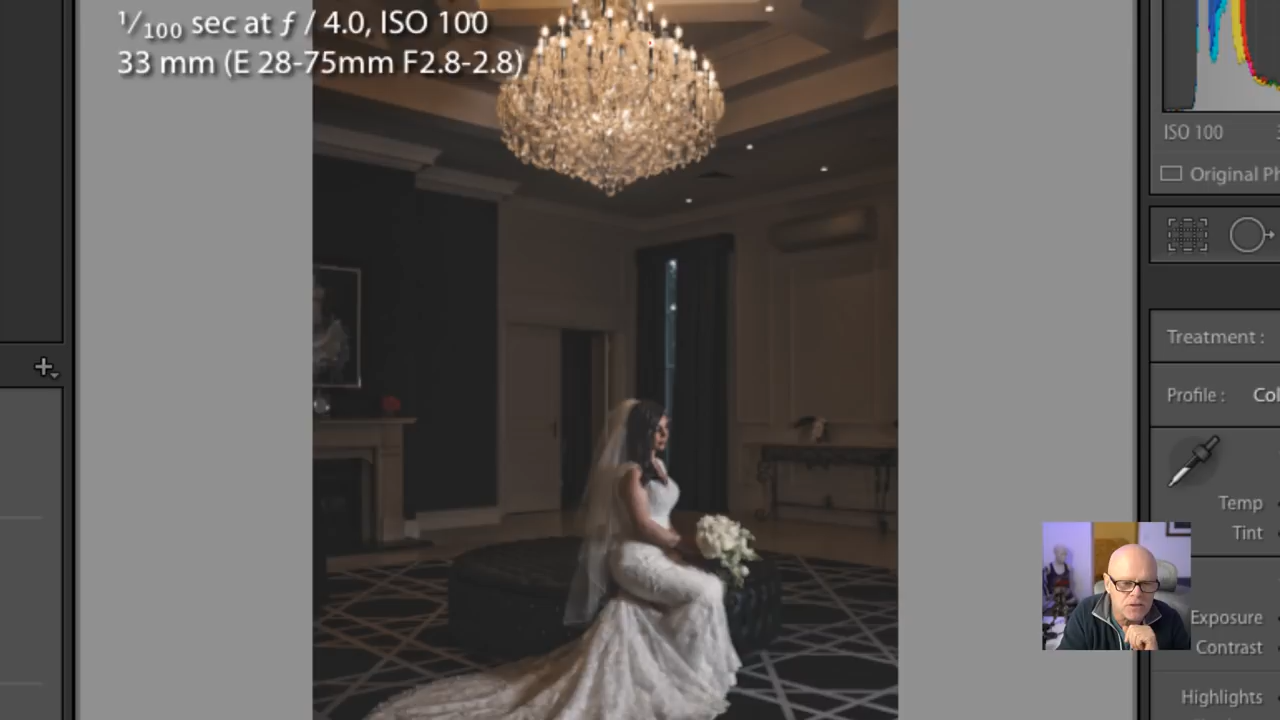 1/100 sec at ƒ / 4.0, ISO 100
33 mm (E 28-75mm F2.8-2.8)
ISO 100
Original Ph
Treatment :
Profile : Col
Temp
Tint
Exposure
Contrast
Highlights